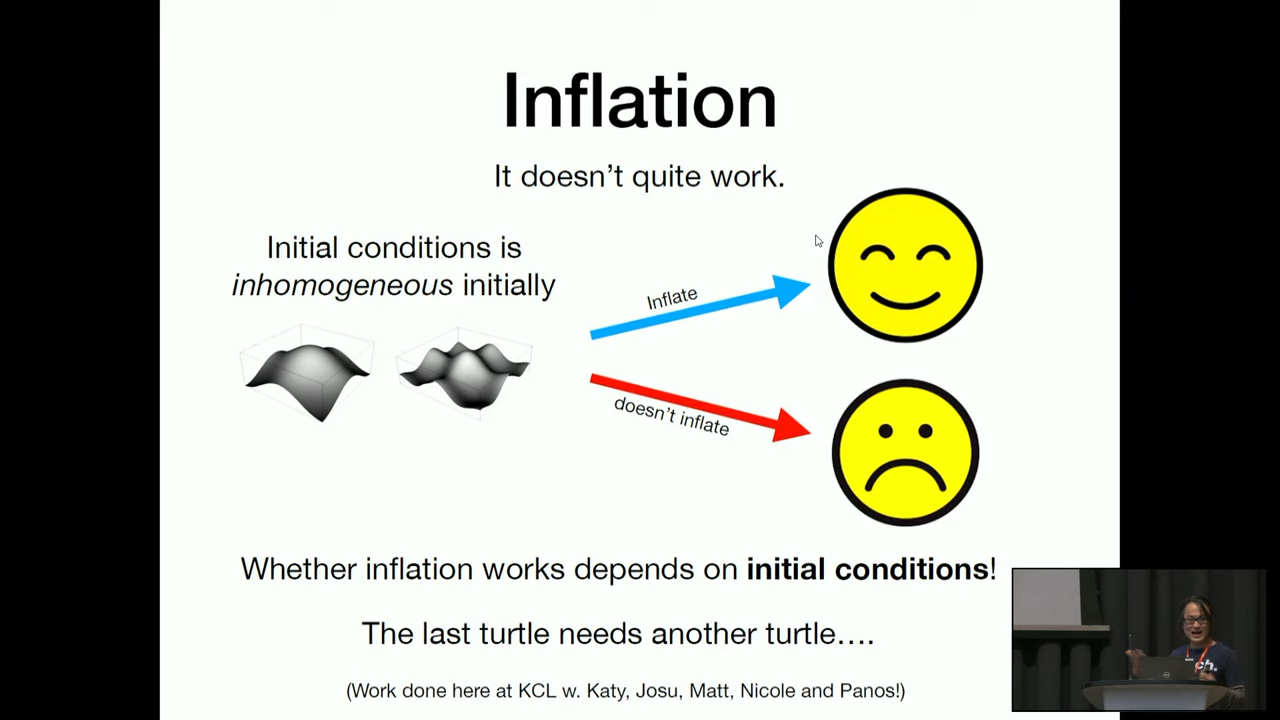 Inflation
It doesn't quite work.
Initial conditions is
inhomogeneous initially
Inflate
doesn't inflate
Whether inflation works depends on initial conditions!
The last turtle needs another turtle....
(Work done here at KCL w. Katy, Josu, Matt, Nicole and Panos!)
ch.